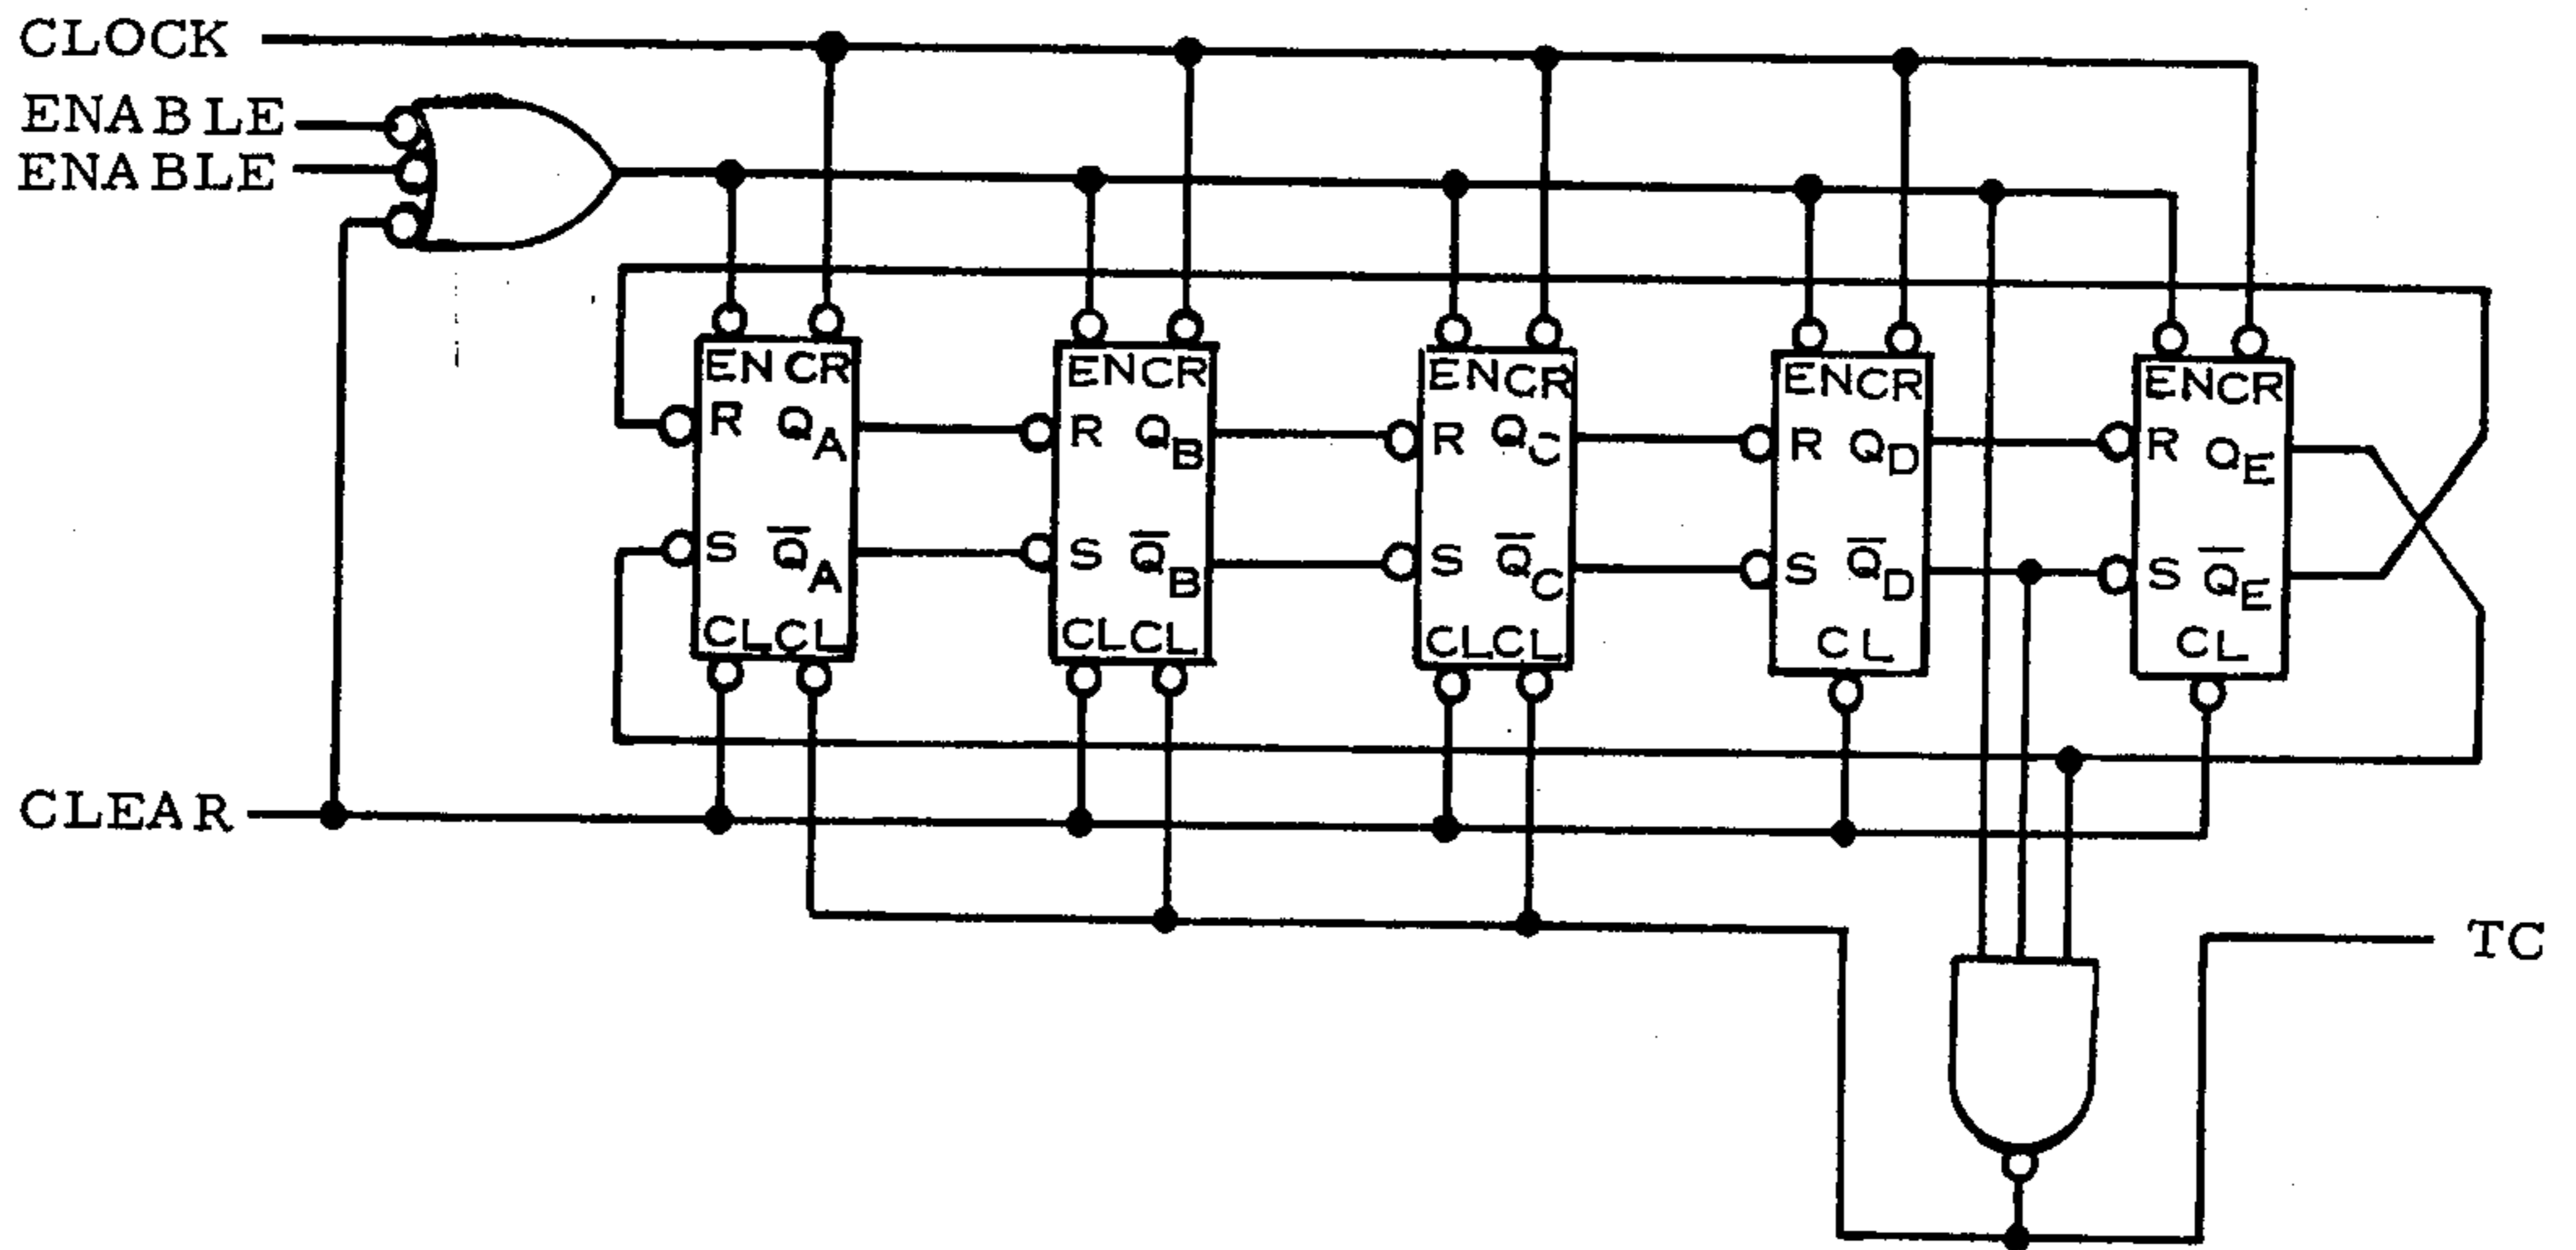 CLOCK
ENABLE
ENABLE
EN CR
EN CR
EN CR
EN CR
EN CR
R Q_A
R Q_B
R Q_C
R Q_D
R Q_E
S Q̅_A
S Q̅_B
S Q̅_C
S Q̅_D
S Q̅_E
CL CL
CL CL
CL CL
CL
CL
CLEAR
TC